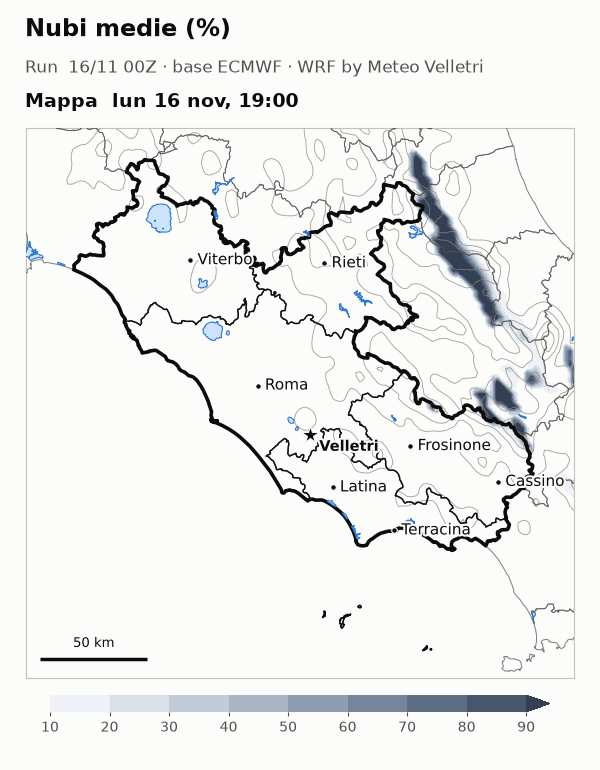 Nubi medie (%)
Run 16/11 00Z · base ECMWF · WRF by Meteo Velletri
Mappa lun 16 nov, 19:00
Viterbo
Rieti
Roma
Velletri
Frosinone
Latina
Cassino
Terracina
50 km
10 20 30 40 50 60 70 80 90